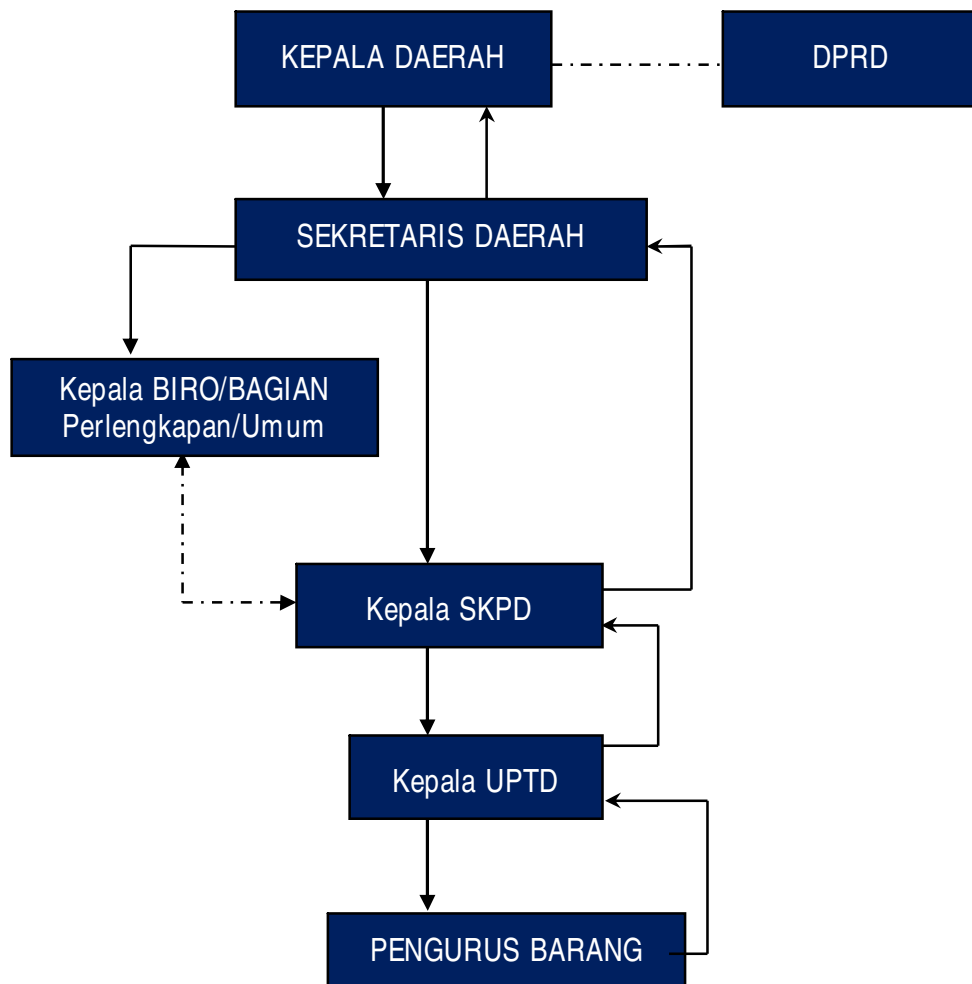 KEPALA DAERAH
DPRD
SEKRETARIS DAERAH
Kepala BIRO/BAGIAN
Perlengkapan/Umum
Kepala SKPD
Kepala UPTD
PENGURUS BARANG